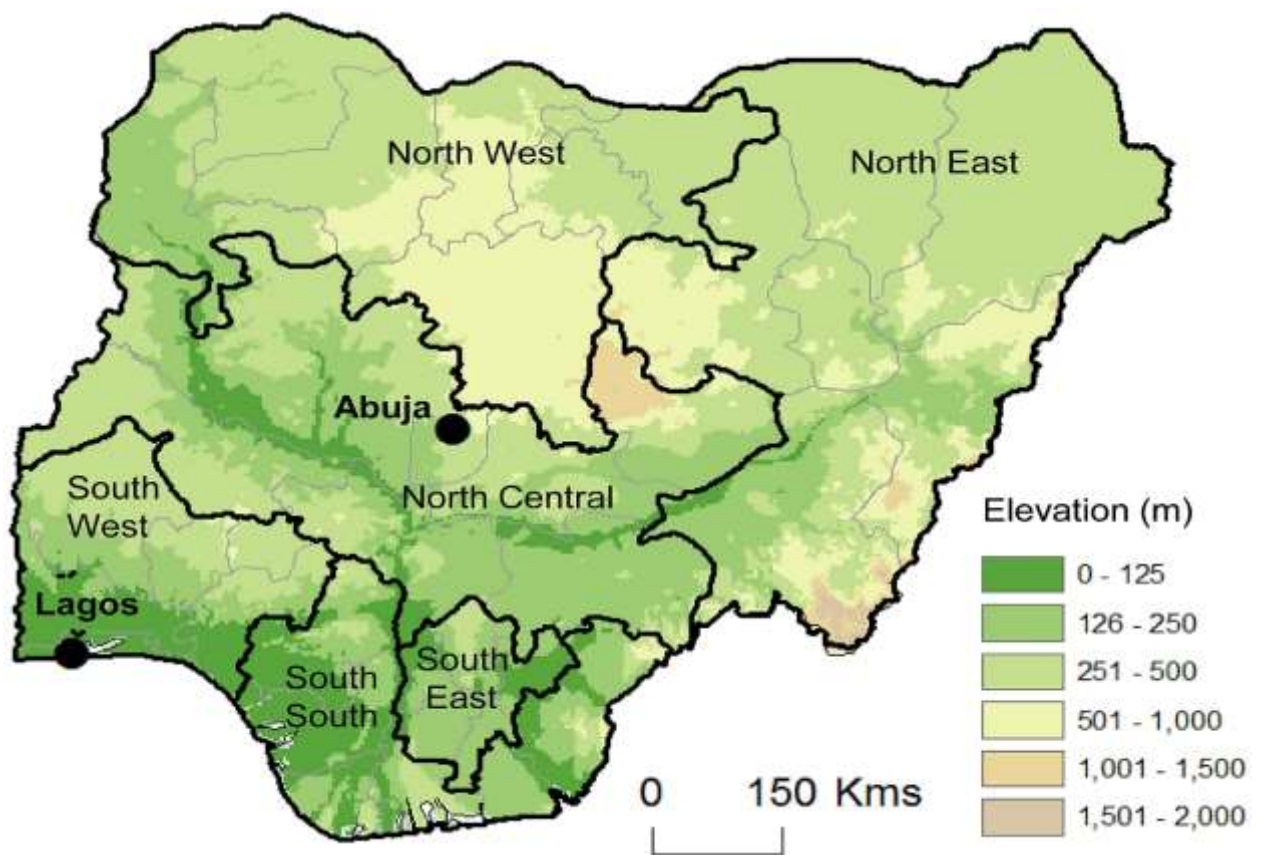 North West
North East
Abuja
North Central
South
West
Lagos
South
South
South
East
Elevation (m)
0 - 125
126 - 250
251 - 500
501 - 1,000
1,001 - 1,500
1,501 - 2,000
0 150 Kms